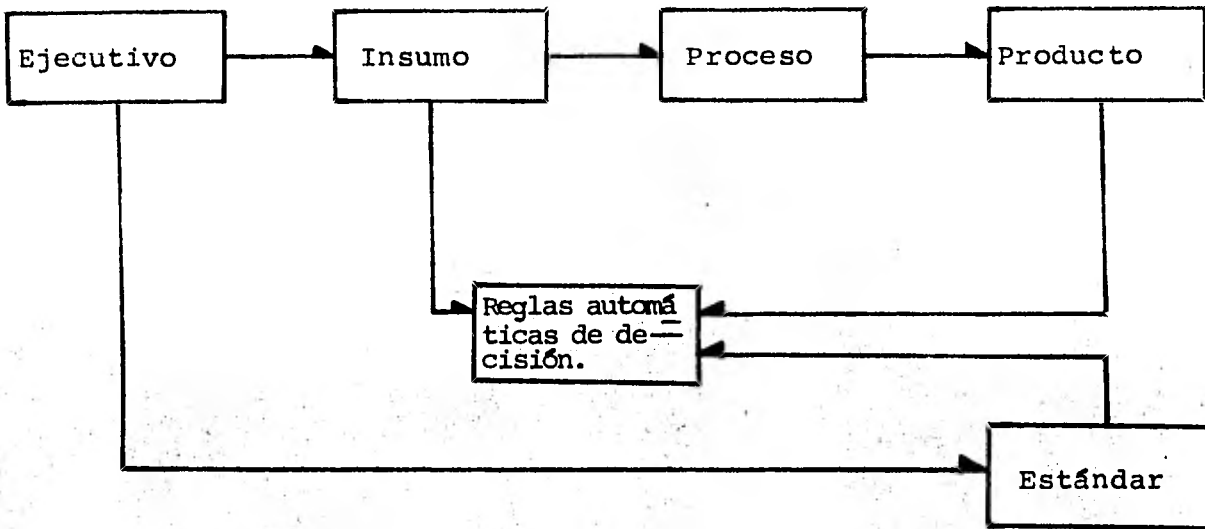 Ejecutivo
Insumo
Proceso
Producto
Reglas automá
ticas de de-
cisión.
Estándar